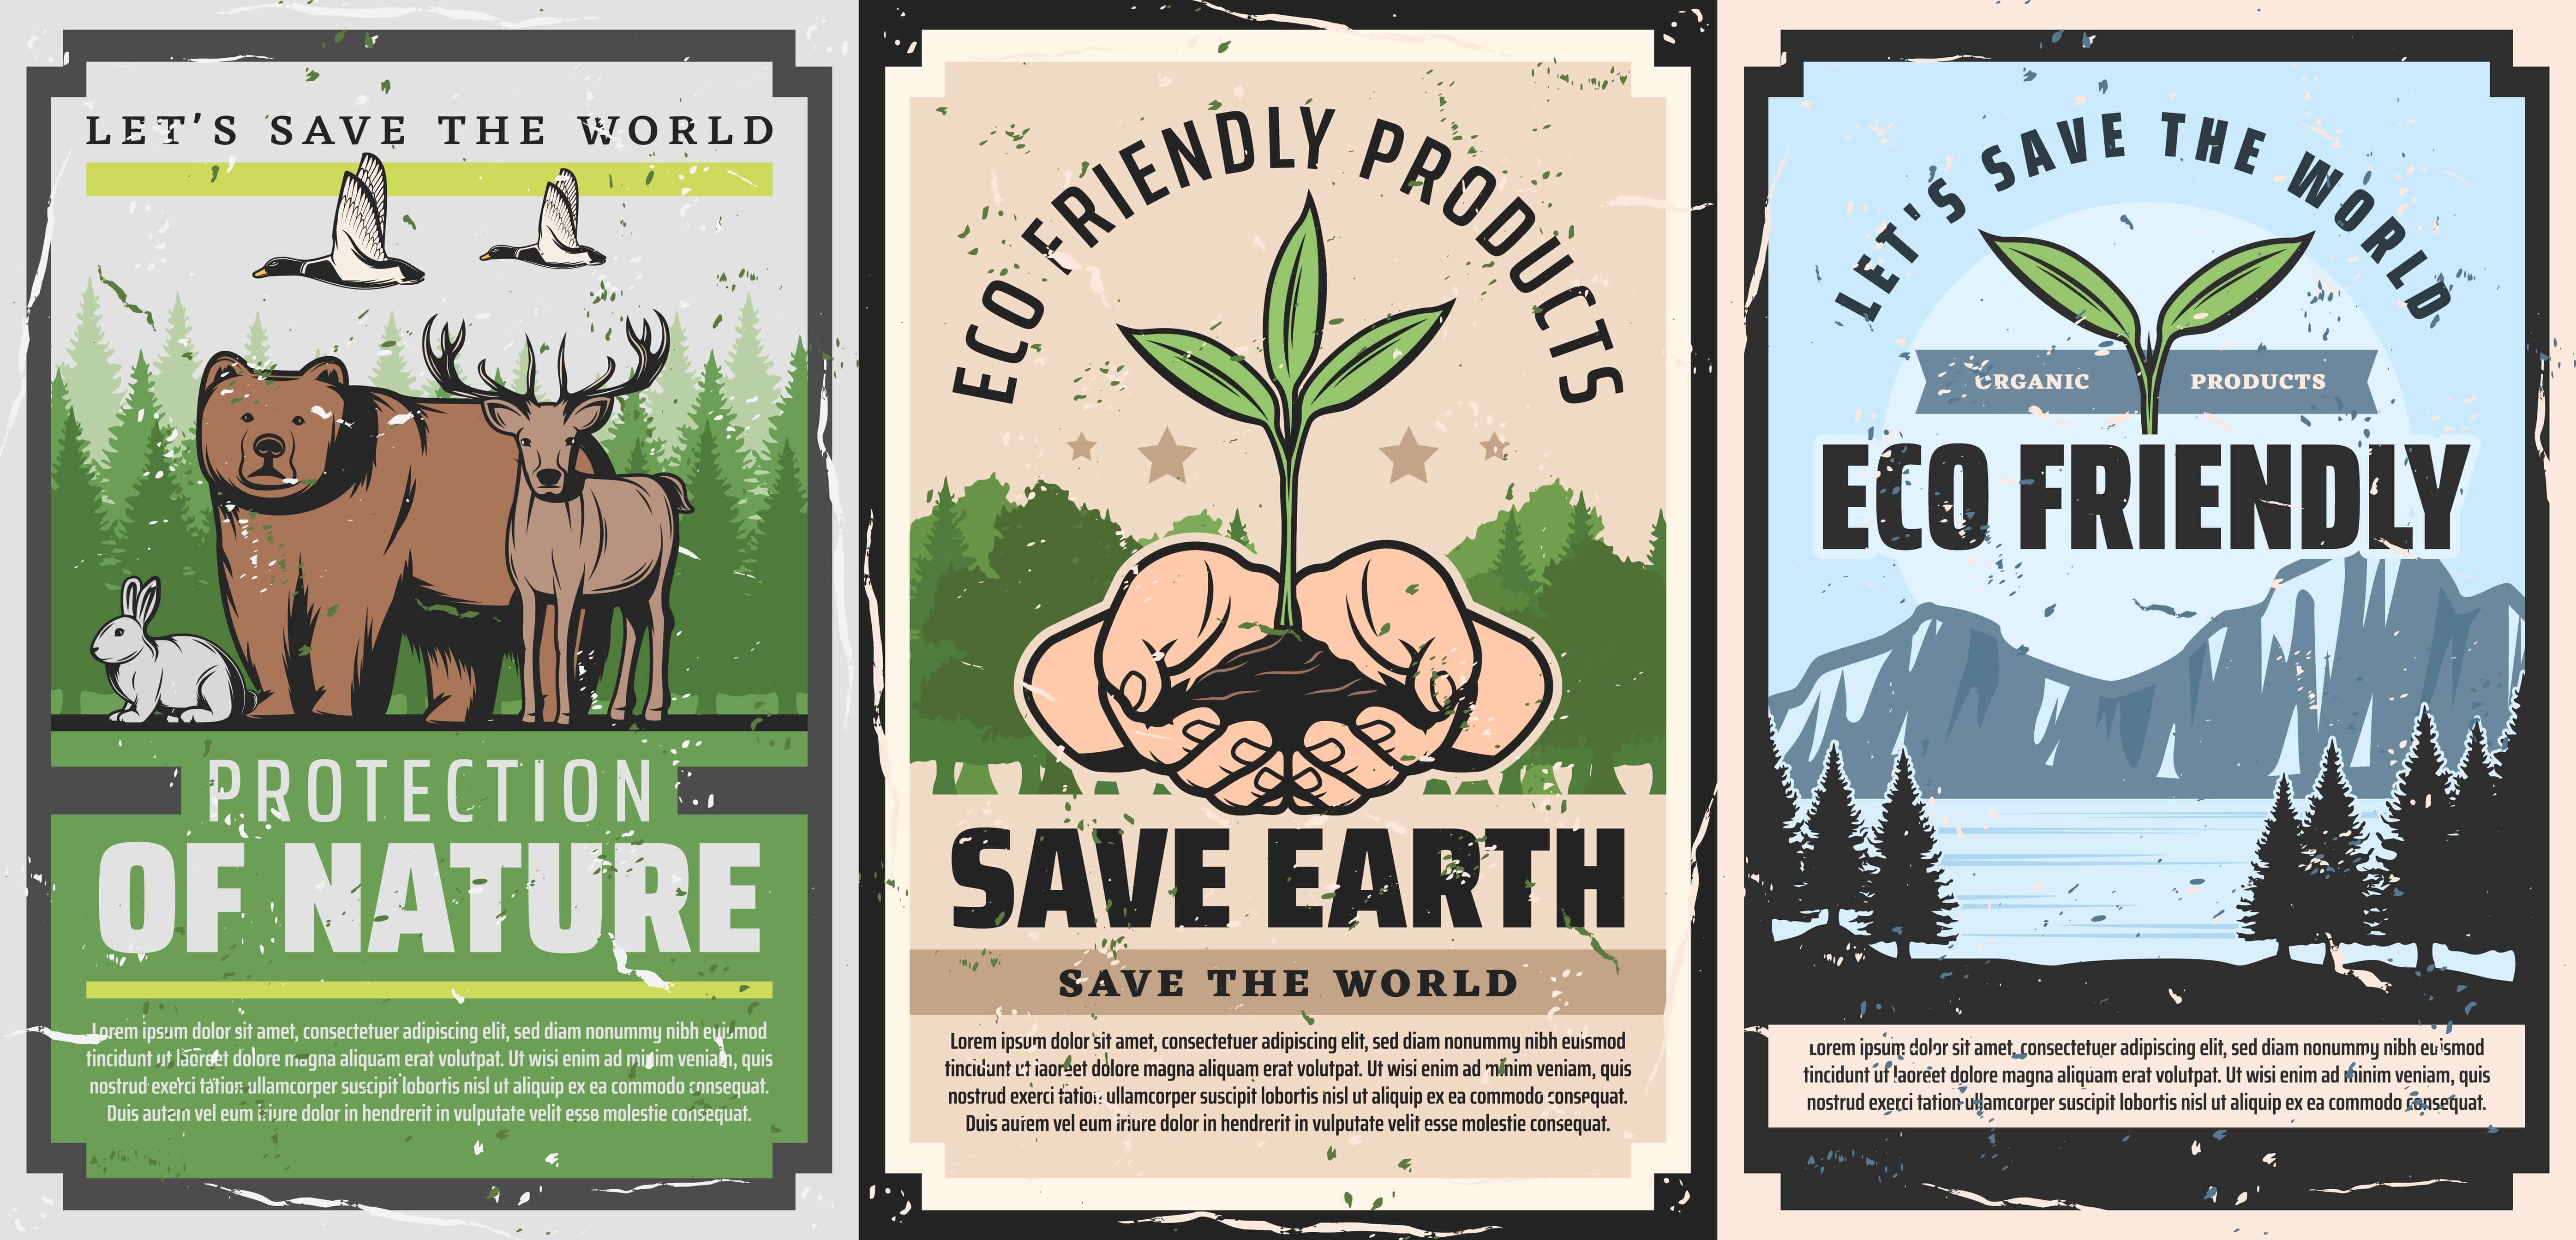 LET'S SAVE THE WORLD
PROTECTION
OF NATURE
Lorem ipsum dolor sit amet, consectetuer adipiscing elit, sed diam nonummy nibh euismod
tincidunt ut laoreet dolore magna aliquam erat volutpat. Ut wisi enim ad minim veniam, quis
nostrud exerci tation ullamcorper suscipit lobortis nisl ut aliquip ex ea commodo consequat.
Duis autem vel eum iriure dolor in hendrerit in vulputate velit esse molestie consequat.
ECO FRIENDLY PRODUCTS
SAVE EARTH
SAVE THE WORLD
Lorem ipsum dolor sit amet, consectetuer adipiscing elit, sed diam nonummy nibh euismod
tincidunt ut laoreet dolore magna aliquam erat volutpat. Ut wisi enim ad minim veniam, quis
nostrud exerci tation ullamcorper suscipit lobortis nisl ut aliquip ex ea commodo consequat.
Duis autem vel eum iriure dolor in hendrerit in vulputate velit esse molestie consequat.
LET'S SAVE THE WORLD
ORGANIC PRODUCTS
ECO FRIENDLY
Lorem ipsum dolor sit amet, consectetuer adipiscing elit, sed diam nonummy nibh euismod
tincidunt ut laoreet dolore magna aliquam erat volutpat. Ut wisi enim ad minim veniam, quis
nostrud exerci tation ullamcorper suscipit lobortis nisl ut aliquip ex ea commodo consequat.